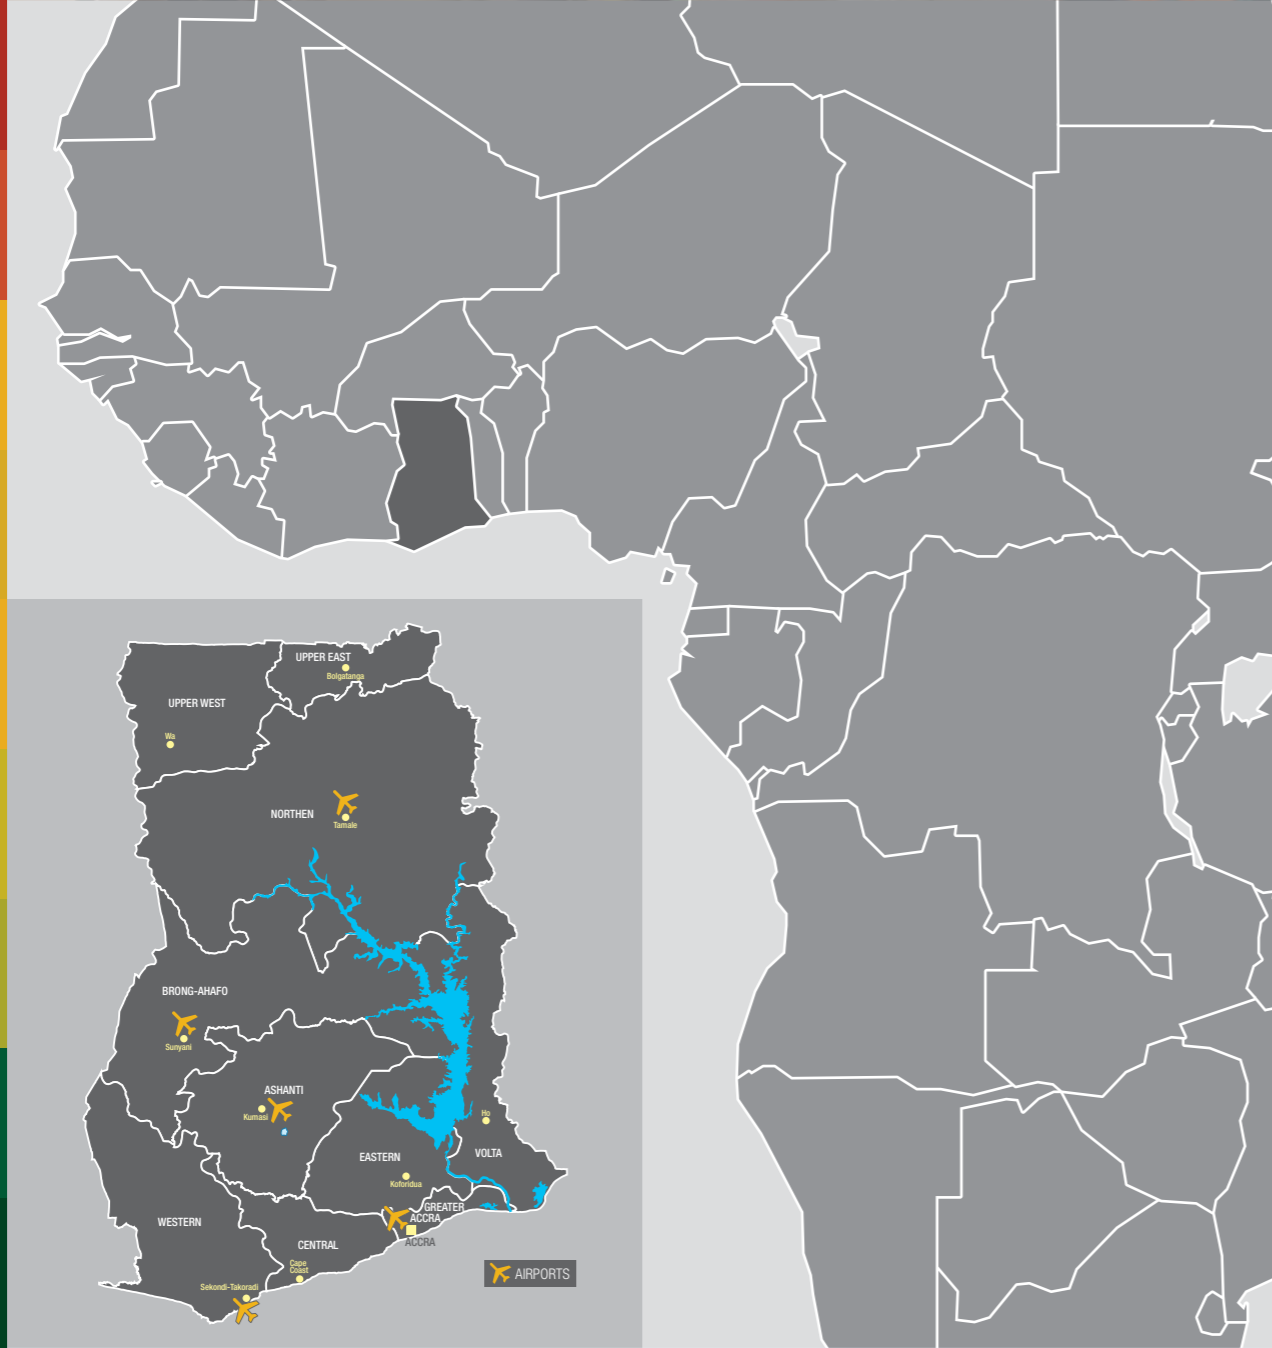 UPPER EAST
Bolgatanga
UPPER WEST
Wa
NORTHEN
Tamale
BRONG-AHAFO
Sunyani
ASHANTI
Kumasi
Ho
EASTERN
VOLTA
Koforidua
GREATER
ACCRA
ACCRA
WESTERN
CENTRAL
Cape
Coast
Sekondi-Takoradi
AIRPORTS